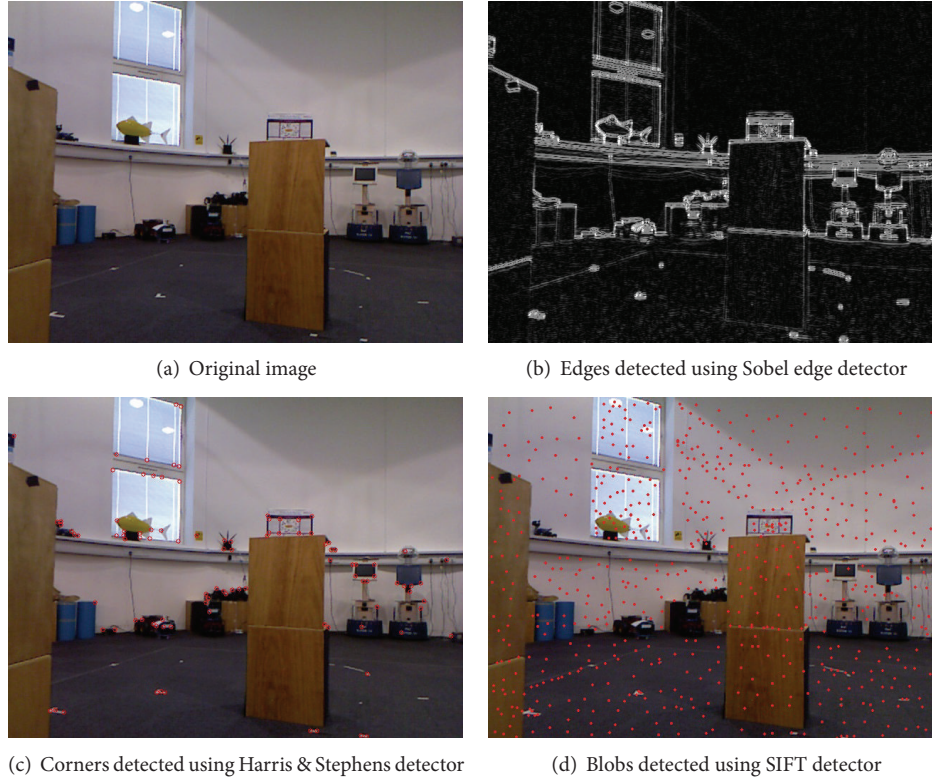 (a) Original image
(b) Edges detected using Sobel edge detector
(c) Corners detected using Harris & Stephens detector
(d) Blobs detected using SIFT detector